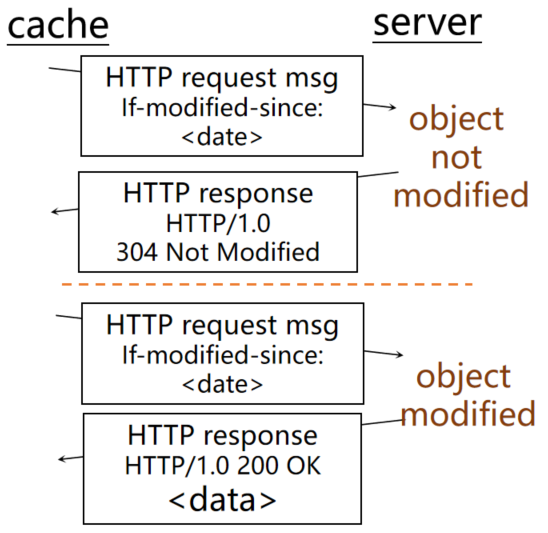 cache
server
HTTP request msg
If-modified-since:
<date>
object
not
modified
HTTP response
HTTP/1.0
304 Not Modified
HTTP request msg
If-modified-since:
<date>
object
modified
HTTP response
HTTP/1.0 200 OK
<data>